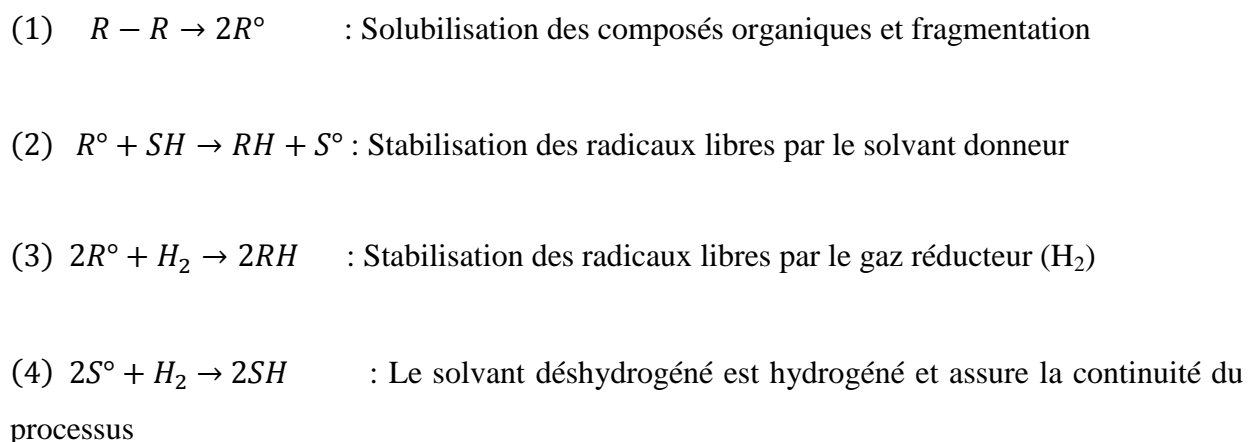 (1) R − R → 2R° : Solubilisation des composés organiques et fragmentation
(2) R° + SH → RH + S° : Stabilisation des radicaux libres par le solvant donneur
(3) 2R° + H₂ → 2RH : Stabilisation des radicaux libres par le gaz réducteur (H₂)
(4) 2S° + H₂ → 2SH : Le solvant déshydrogéné est hydrogéné et assure la continuité du
processus